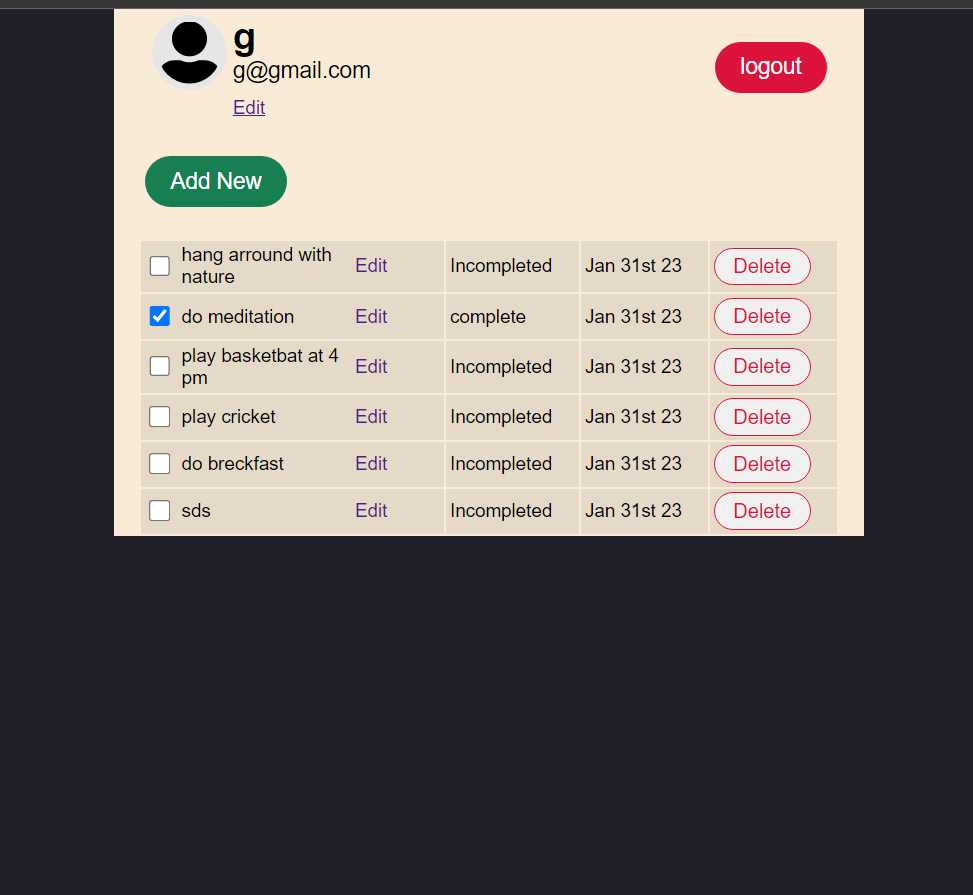 g
g@gmail.com
logout
Edit
Add New
hang arround with
nature
Edit
Incompleted
Jan 31st 23
Delete
do meditation
Edit
complete
Jan 31st 23
Delete
play basketbat at 4
pm
Edit
Incompleted
Jan 31st 23
Delete
play cricket
Edit
Incompleted
Jan 31st 23
Delete
do breckfast
Edit
Incompleted
Jan 31st 23
Delete
sds
Edit
Incompleted
Jan 31st 23
Delete